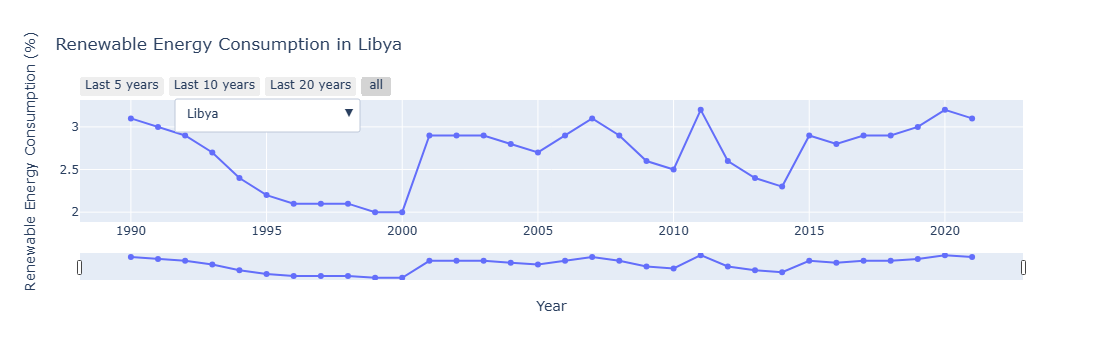 Renewable Energy Consumption in Libya
Last 5 years Last 10 years Last 20 years all
Libya ▼
Renewable Energy Consumption (%)
3
2.5
2
1990 1995 2000 2005 2010 2015 2020
Year